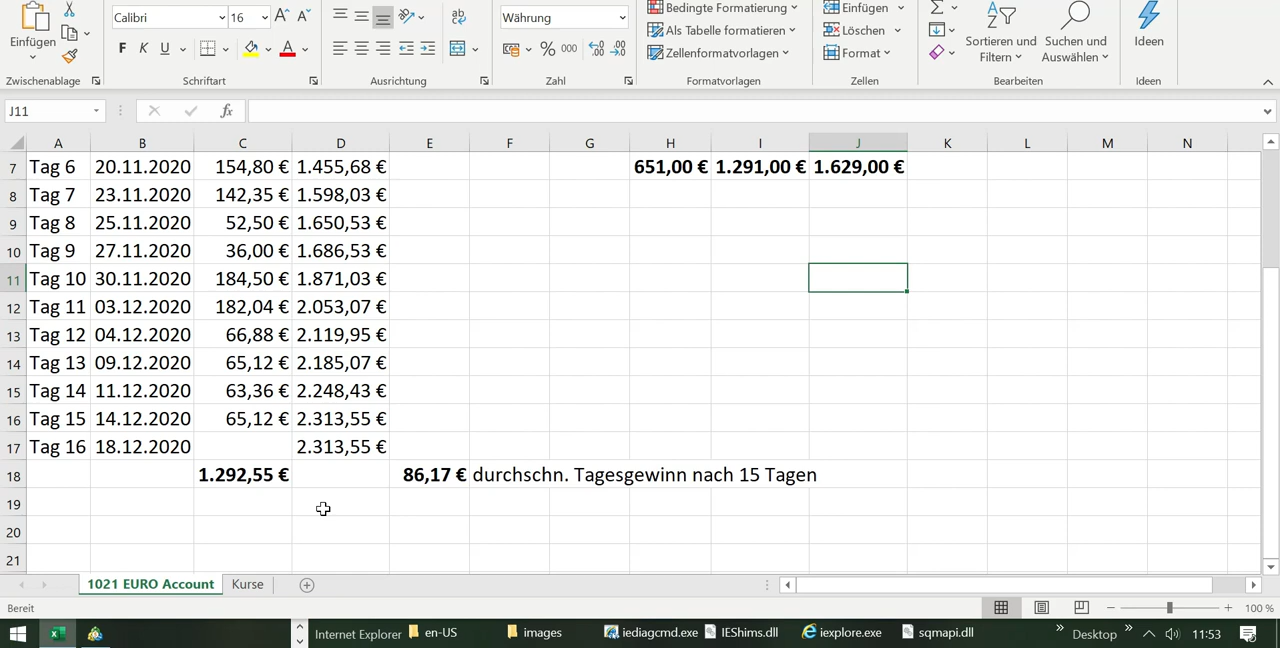 Calibri 16 Währung Bedingte Formatierung Einfügen
Einfügen Als Tabelle formatieren Löschen Sortieren und Suchen und Ideen
F K U A % 000 Zellenformatvorlagen Format Filtern Auswählen
Zwischenablage Schriftart Ausrichtung Zahl Formatvorlagen Zellen Bearbeiten Ideen
J11 fx
A B C D E F G H I J K L M N
7 Tag 6 20.11.2020 154,80 € 1.455,68 € 651,00 € 1.291,00 € 1.629,00 €
8 Tag 7 23.11.2020 142,35 € 1.598,03 €
9 Tag 8 25.11.2020 52,50 € 1.650,53 €
10 Tag 9 27.11.2020 36,00 € 1.686,53 €
11 Tag 10 30.11.2020 184,50 € 1.871,03 €
12 Tag 11 03.12.2020 182,04 € 2.053,07 €
13 Tag 12 04.12.2020 66,88 € 2.119,95 €
14 Tag 13 09.12.2020 65,12 € 2.185,07 €
15 Tag 14 11.12.2020 63,36 € 2.248,43 €
16 Tag 15 14.12.2020 65,12 € 2.313,55 €
17 Tag 16 18.12.2020 2.313,55 €
18 1.292,55 € 86,17 € durchschn. Tagesgewinn nach 15 Tagen
19
20
21
1021 EURO Account Kurse
Bereit 100 %
Internet Explorer en-US images iediagcmd.exe IEShims.dll iexplore.exe sqmapi.dll Desktop 11:53